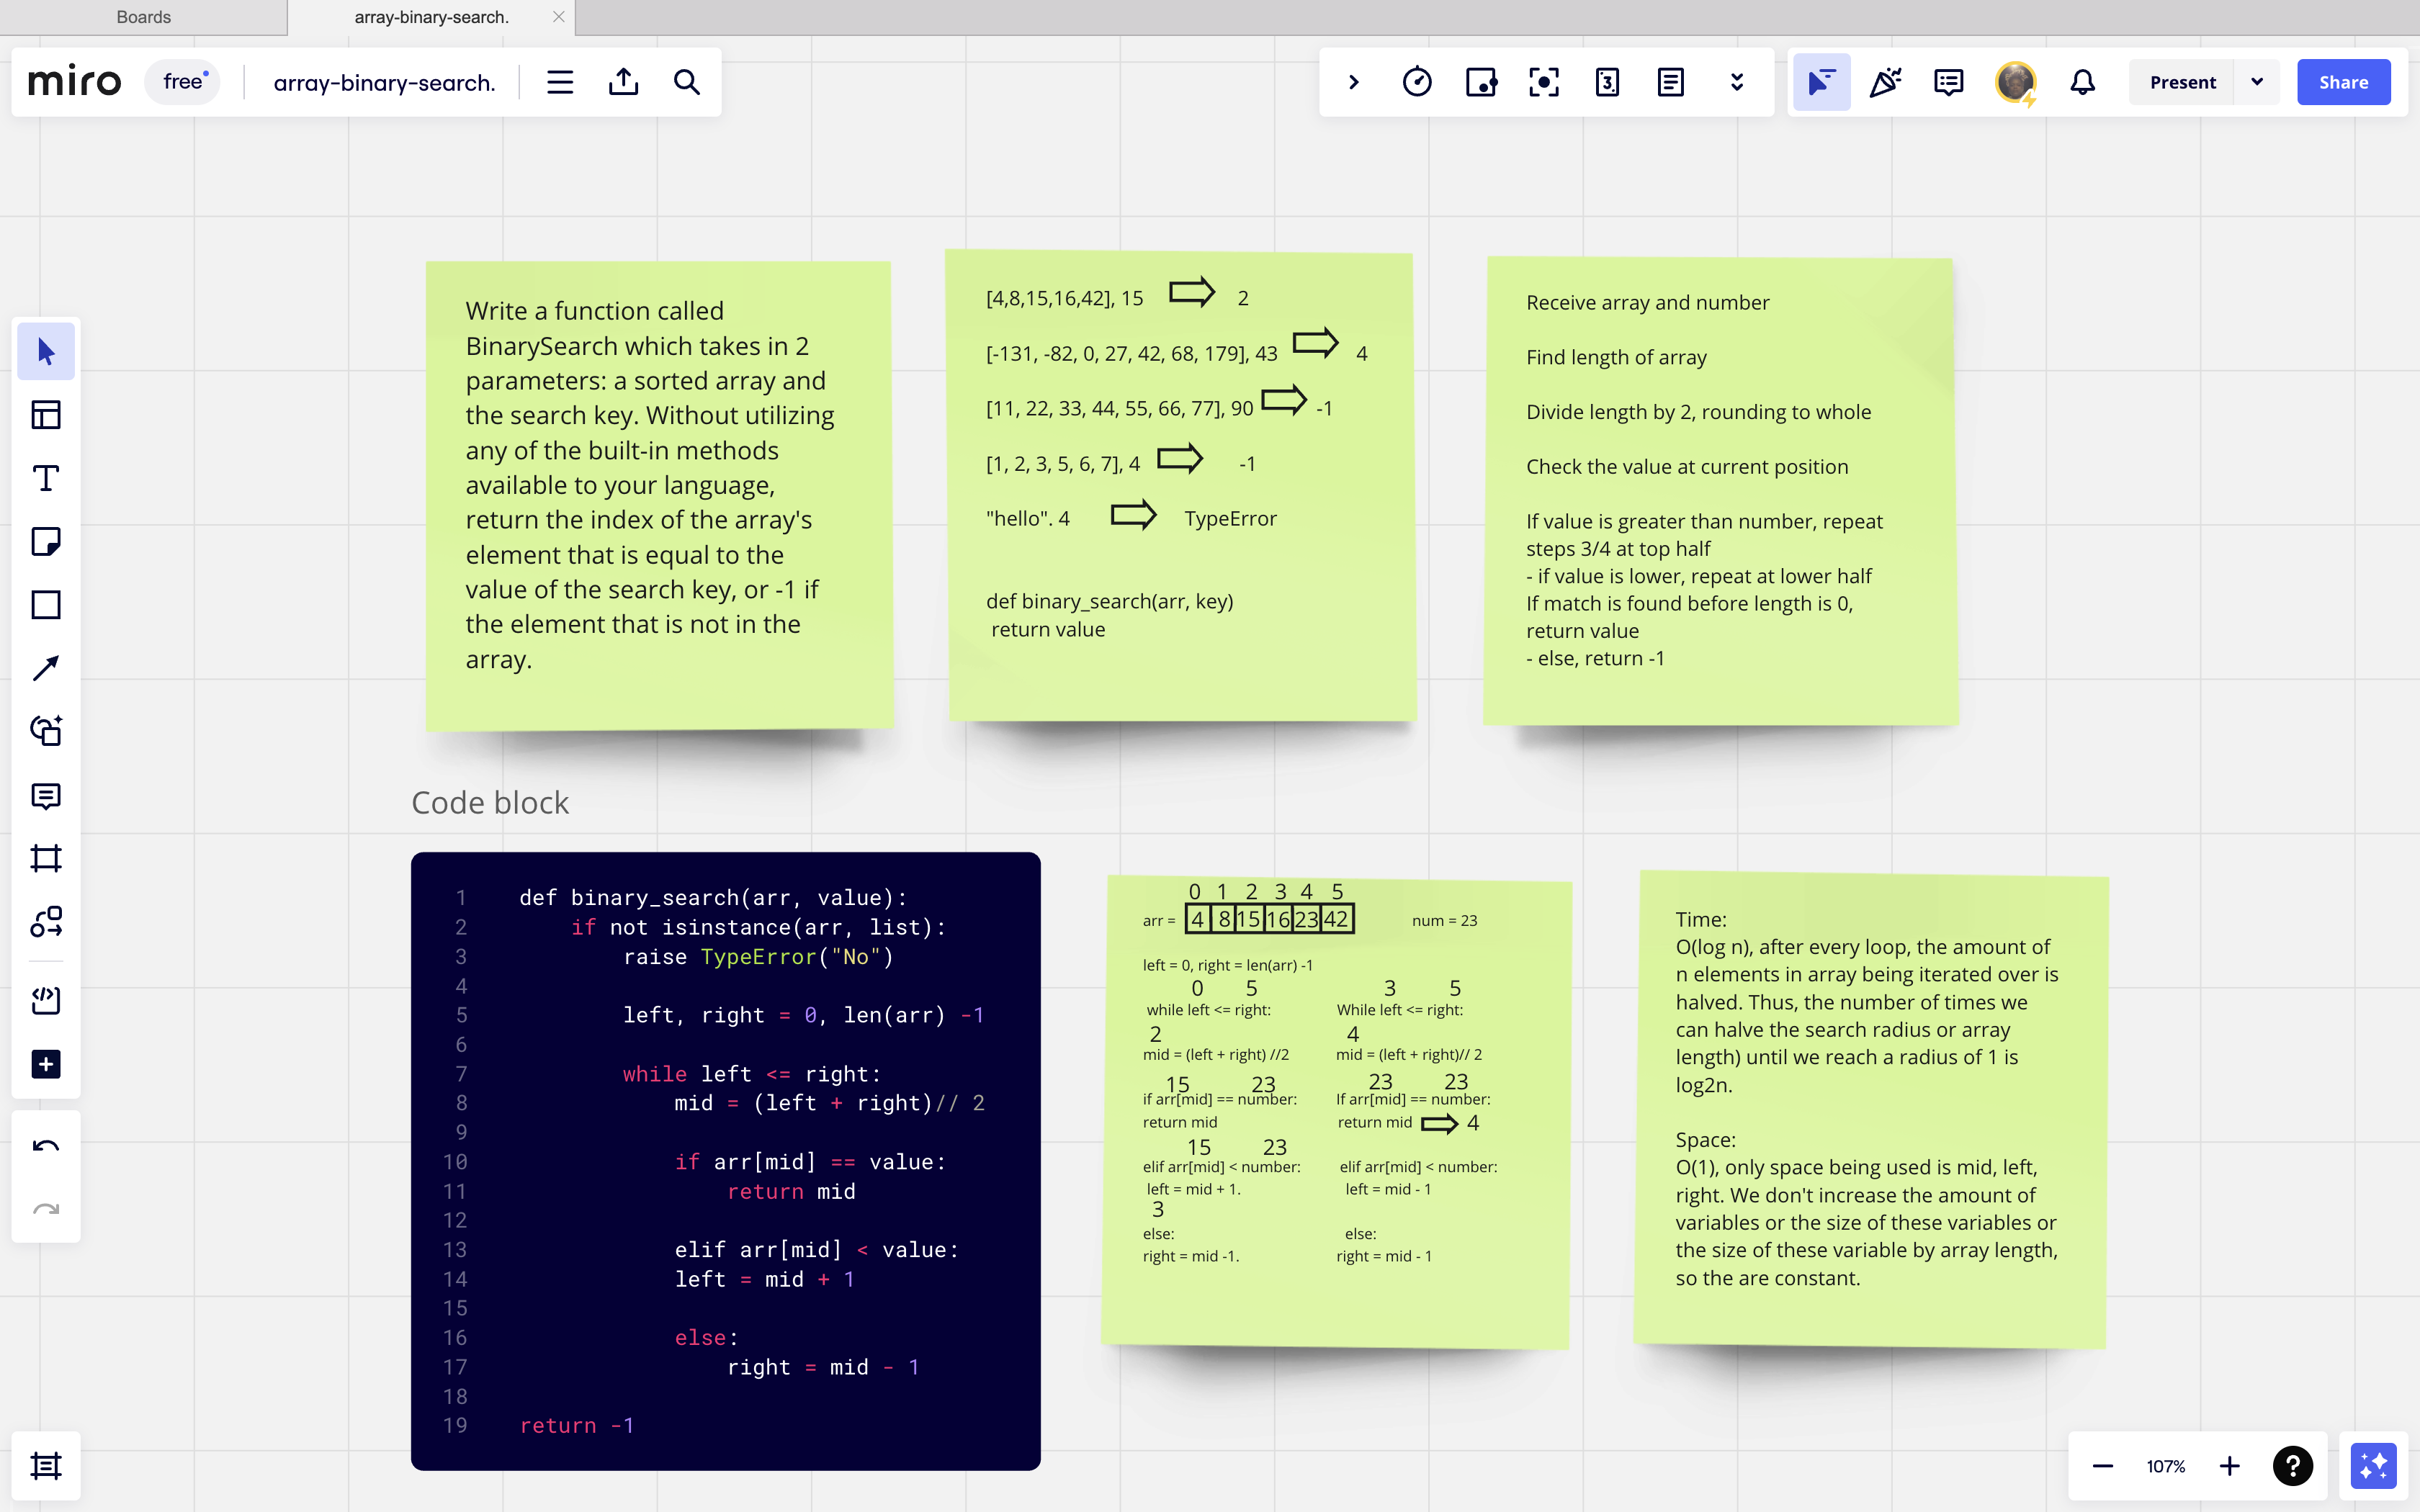 Boards
array-binary-search.
miro
free
array-binary-search.
3
Present
Share
Write a function called
BinarySearch which takes in 2
parameters: a sorted array and
the search key. Without utilizing
any of the built-in methods
available to your language,
return the index of the array's
element that is equal to the
value of the search key, or -1 if
the element that is not in the
array.
[4,8,15,16,42], 15 2
[-131, -82, 0, 27, 42, 68, 179], 43 4
[11, 22, 33, 44, 55, 66, 77], 90 -1
[1, 2, 3, 5, 6, 7], 4 -1
"hello". 4 TypeError
def binary_search(arr, key)
return value
Receive array and number
Find length of array
Divide length by 2, rounding to whole
Check the value at current position
If value is greater than number, repeat
steps 3/4 at top half
- if value is lower, repeat at lower half
If match is found before length is 0,
return value
- else, return -1
Code block
1 def binary_search(arr, value):
2 if not isinstance(arr, list):
3 raise TypeError("No")
4
5 left, right = 0, len(arr) -1
6
7 while left <= right:
8 mid = (left + right)// 2
9
10 if arr[mid] == value:
11 return mid
12
13 elif arr[mid] < value:
14 left = mid + 1
15
16 else:
17 right = mid - 1
18
19 return -1
0 1 2 3 4 5
arr = 4 8 15 16 23 42 num = 23
left = 0, right = len(arr) -1
0 5
while left <= right:
2
mid = (left + right) //2
15 23
if arr[mid] == number:
return mid
15 23
elif arr[mid] < number:
left = mid + 1.
3
else:
right = mid -1.
3 5
While left <= right:
4
mid = (left + right)// 2
23 23
If arr[mid] == number:
return mid 4
elif arr[mid] < number:
left = mid - 1
else:
right = mid - 1
Time:
O(log n), after every loop, the amount of
n elements in array being iterated over is
halved. Thus, the number of times we
can halve the search radius or array
length) until we reach a radius of 1 is
log2n.
Space:
O(1), only space being used is mid, left,
right. We don't increase the amount of
variables or the size of these variables or
the size of these variable by array length,
so the are constant.
107%
?